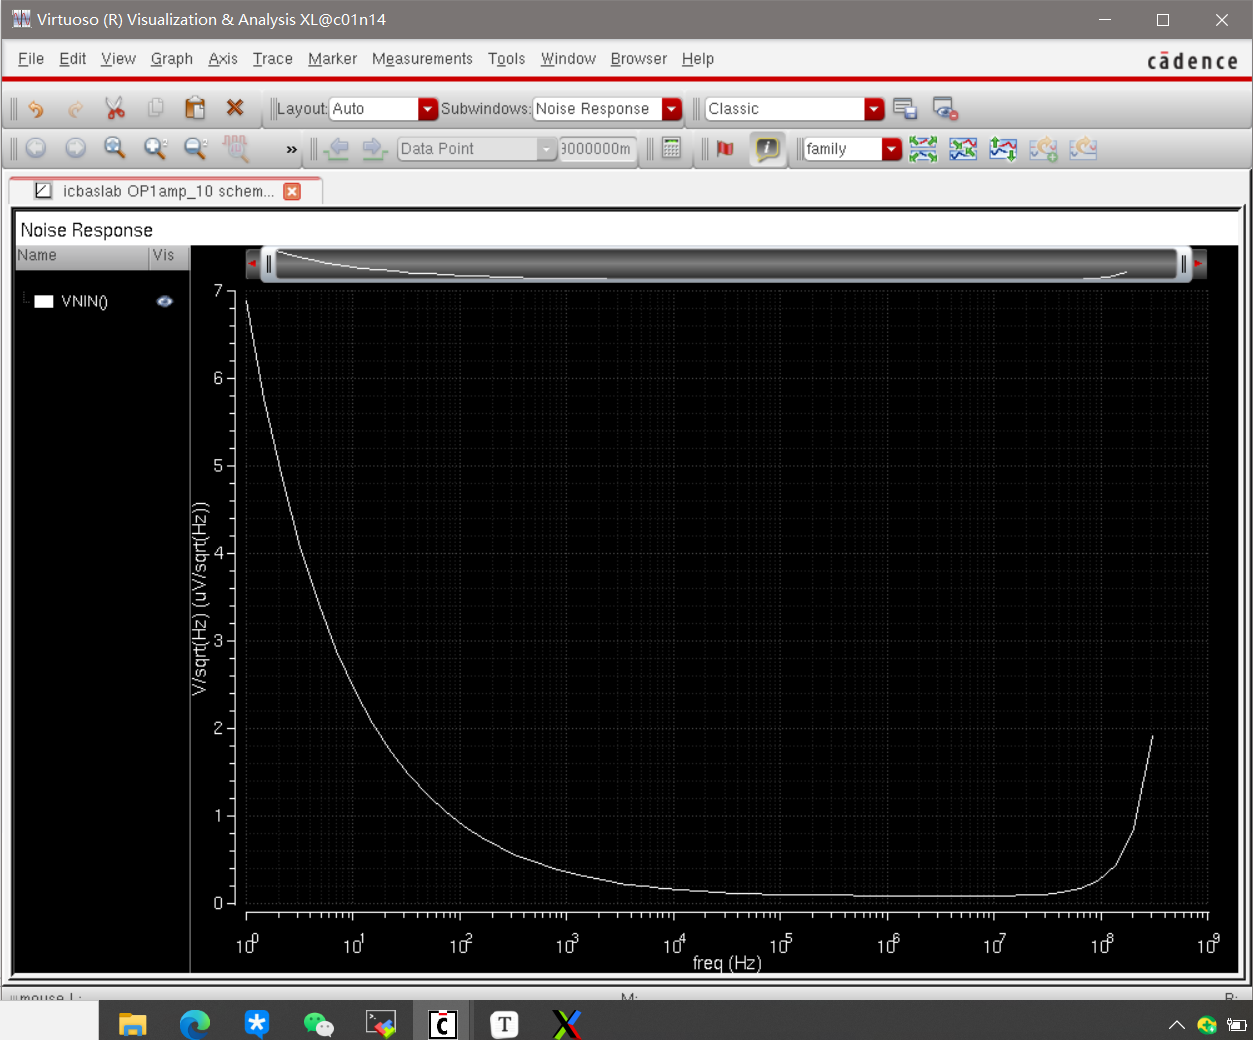 Virtuoso (R) Visualization & Analysis XL@c01n14
File Edit View Graph Axis Trace Marker Measurements Tools Window Browser Help
cādence
Layout: Auto Subwindows: Noise Response Classic
» Data Point 3000000m family
icbaslab OP1amp_10 schem...
Noise Response
Name Vis
VNIN()
7
6
5
4
3
2
1
0
V/sqrt(Hz) (uV/sqrt(Hz))
10^0 10^1 10^2 10^3 10^4 10^5 10^6 10^7 10^8 10^9
freq (Hz)
mouse L: M: R: